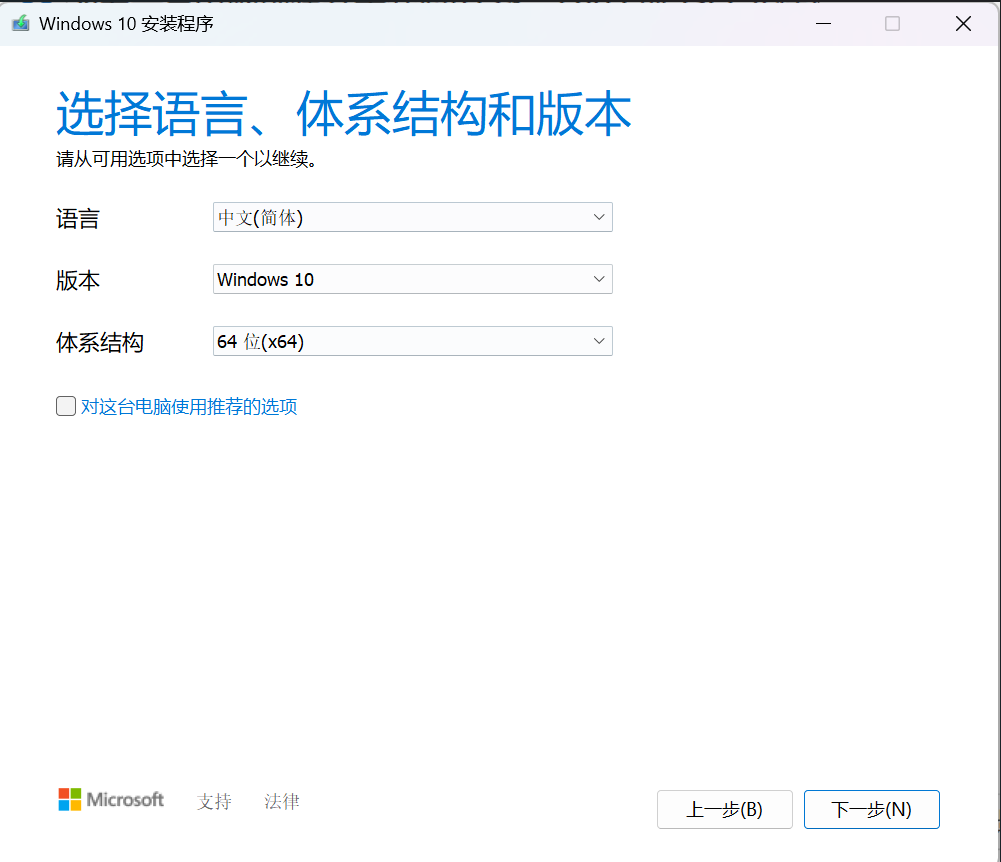 Windows 10 安装程序
选择语言、体系结构和版本
请从可用选项中选择一个以继续。
语言 中文(简体)
版本 Windows 10
体系结构 64 位(x64)
对这台电脑使用推荐的选项
Microsoft 支持 法律 上一步(B) 下一步(N)